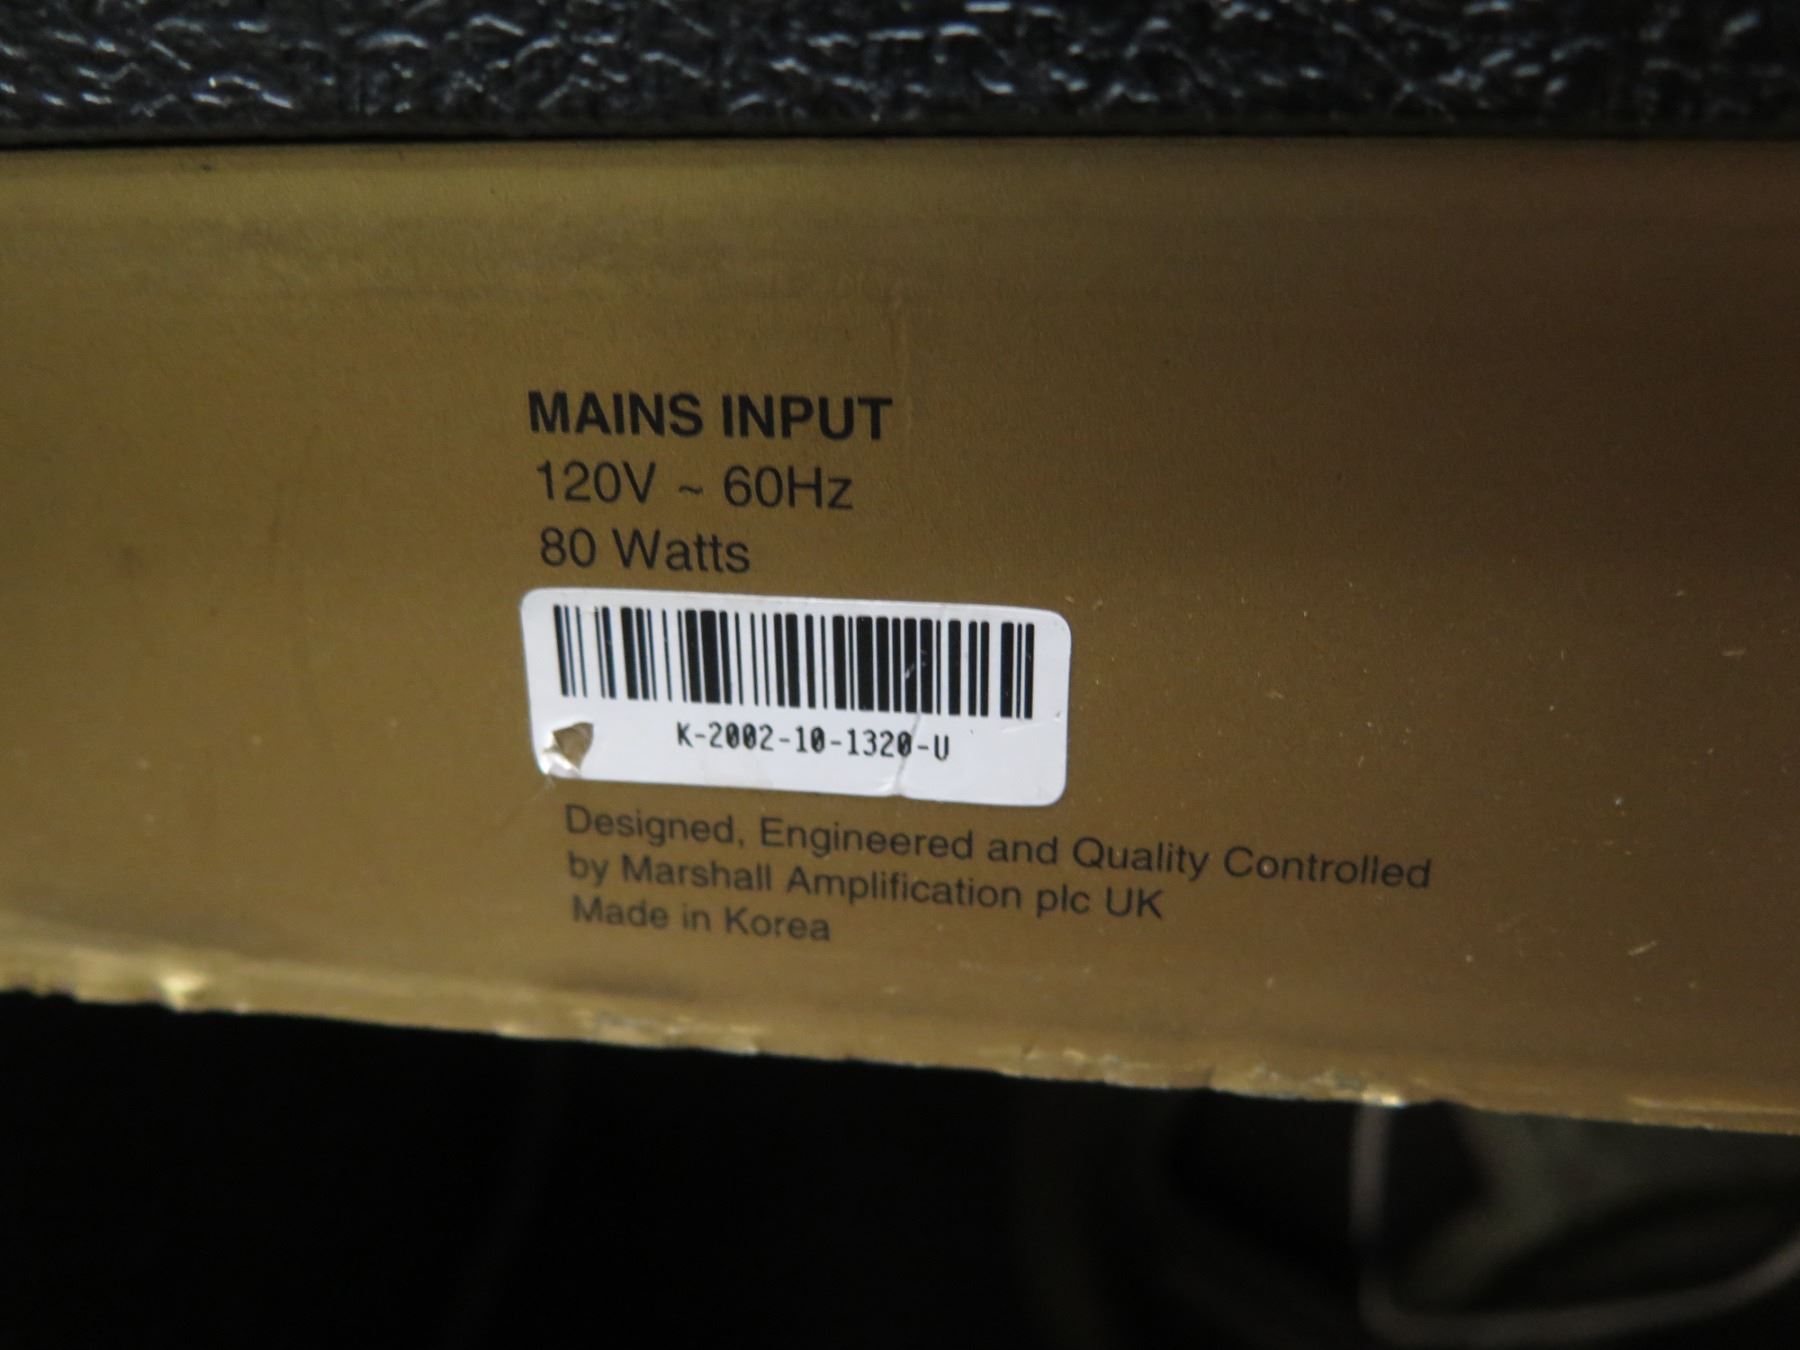 MAINS INPUT
120V ~ 60Hz
80 Watts
K-2002-10-1320-U
Designed, Engineered and Quality Controlled
by Marshall Amplification plc UK
Made in Korea